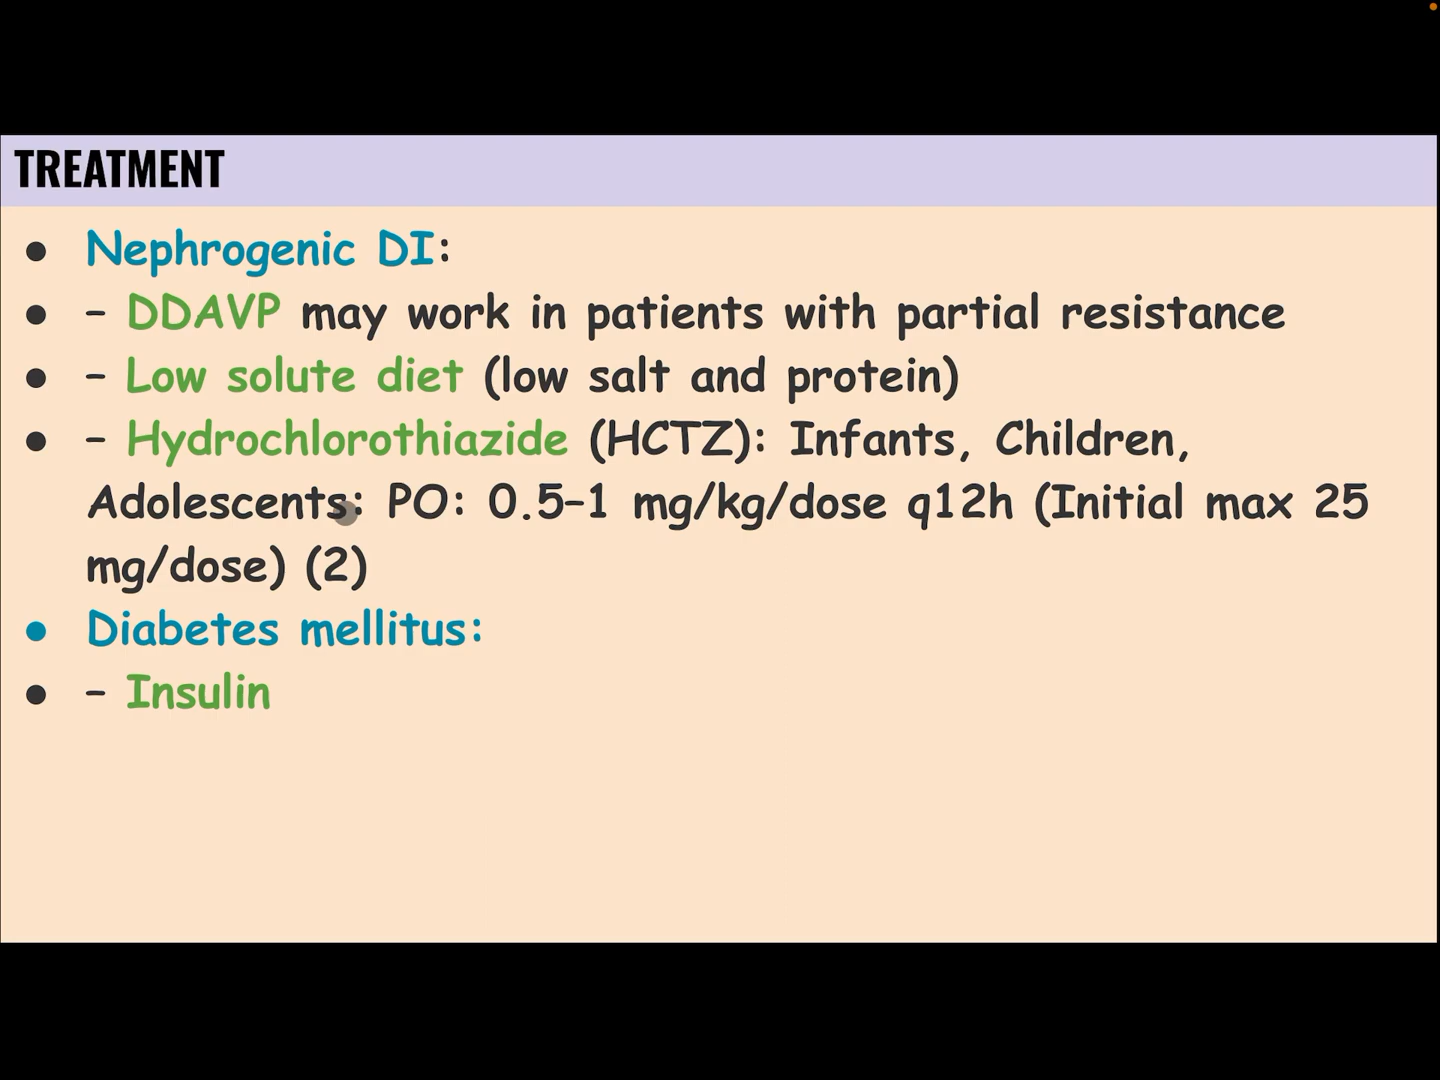 TREATMENT
● Nephrogenic DI:
● – DDAVP may work in patients with partial resistance
● – Low solute diet (low salt and protein)
● – Hydrochlorothiazide (HCTZ): Infants, Children,
Adolescents: PO: 0.5–1 mg/kg/dose q12h (Initial max 25
mg/dose) (2)
● Diabetes mellitus:
● – Insulin